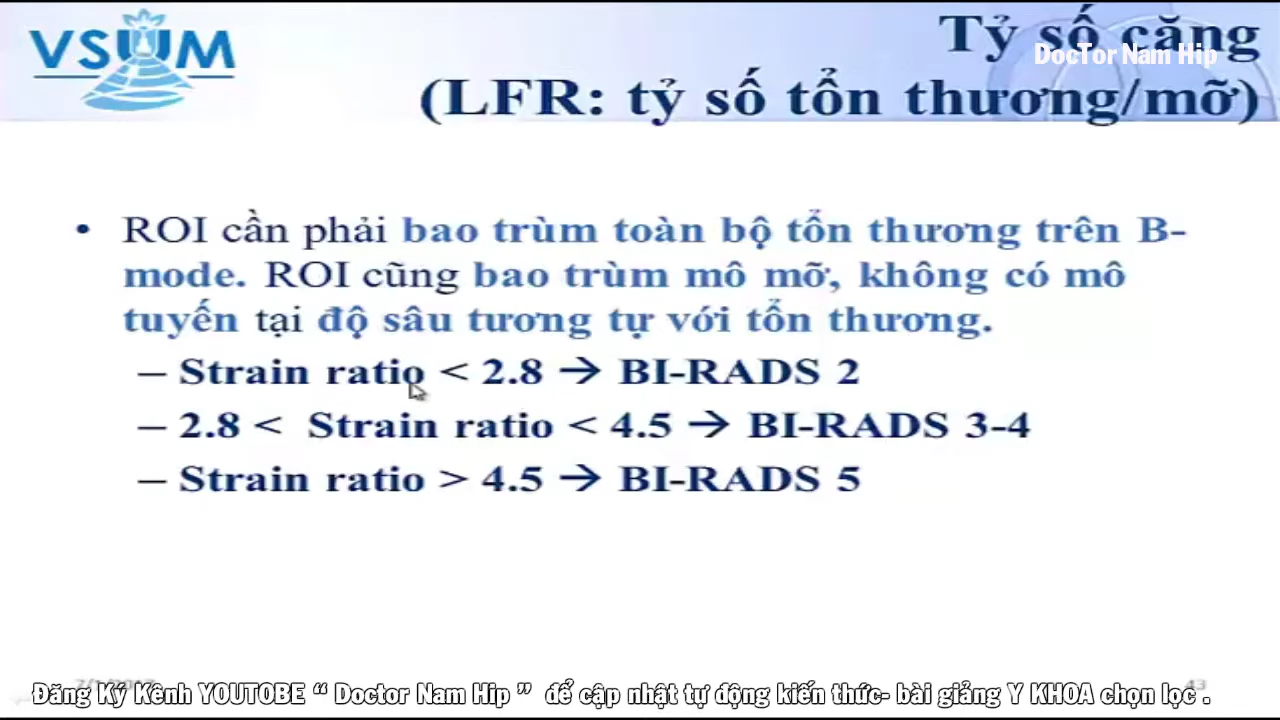 VSUM
Tỷ số căng
DocTor Nam Hip
(LFR: tỷ số tổn thương/mỡ)
• ROI cần phải bao trùm toàn bộ tổn thương trên B-
mode. ROI cũng bao trùm mô mỡ, không có mô
tuyến tại độ sâu tương tự với tổn thương.
– Strain ratio < 2.8 → BI-RADS 2
– 2.8 < Strain ratio < 4.5 → BI-RADS 3-4
– Strain ratio > 4.5 → BI-RADS 5
43
Đăng Ký Kênh YOUTOBE “ Doctor Nam Hip ” để cập nhật tự động kiến thức- bài giảng Y KHOA chọn lọc .